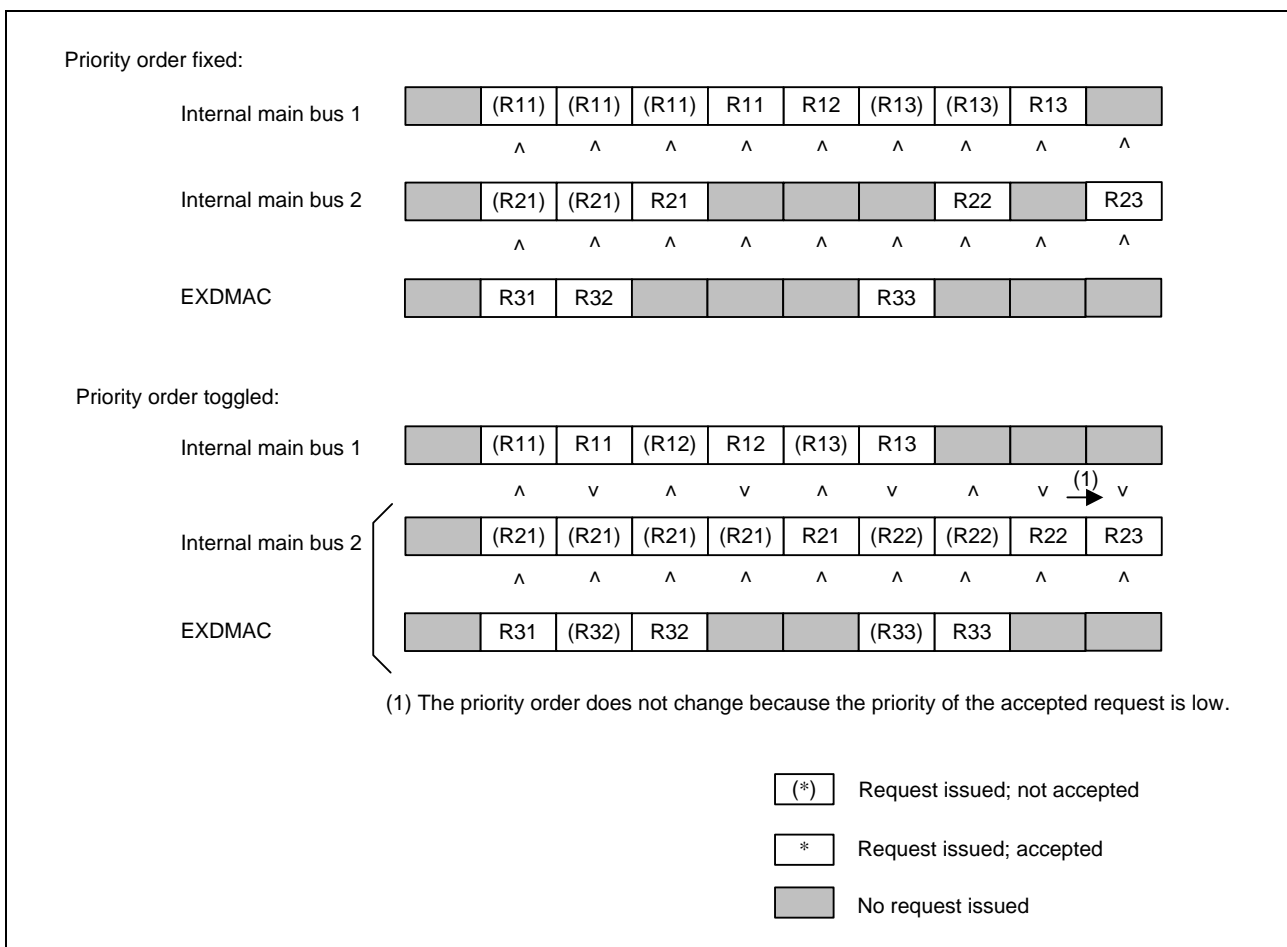 Priority order fixed:
Internal main bus 1 (R11) (R11) (R11) R11 R12 (R13) (R13) R13
^ ^ ^ ^ ^ ^ ^ ^ ^
Internal main bus 2 (R21) (R21) R21 R22 R23
^ ^ ^ ^ ^ ^ ^ ^ ^
EXDMAC R31 R32 R33
Priority order toggled:
Internal main bus 1 (R11) R11 (R12) R12 (R13) R13
^ v ^ v ^ v ^ v (1) v
Internal main bus 2 (R21) (R21) (R21) (R21) R21 (R22) (R22) R22 R23
^ ^ ^ ^ ^ ^ ^ ^ ^
EXDMAC R31 (R32) R32 (R33) R33
(1) The priority order does not change because the priority of the accepted request is low.
(*) Request issued; not accepted
* Request issued; accepted
No request issued